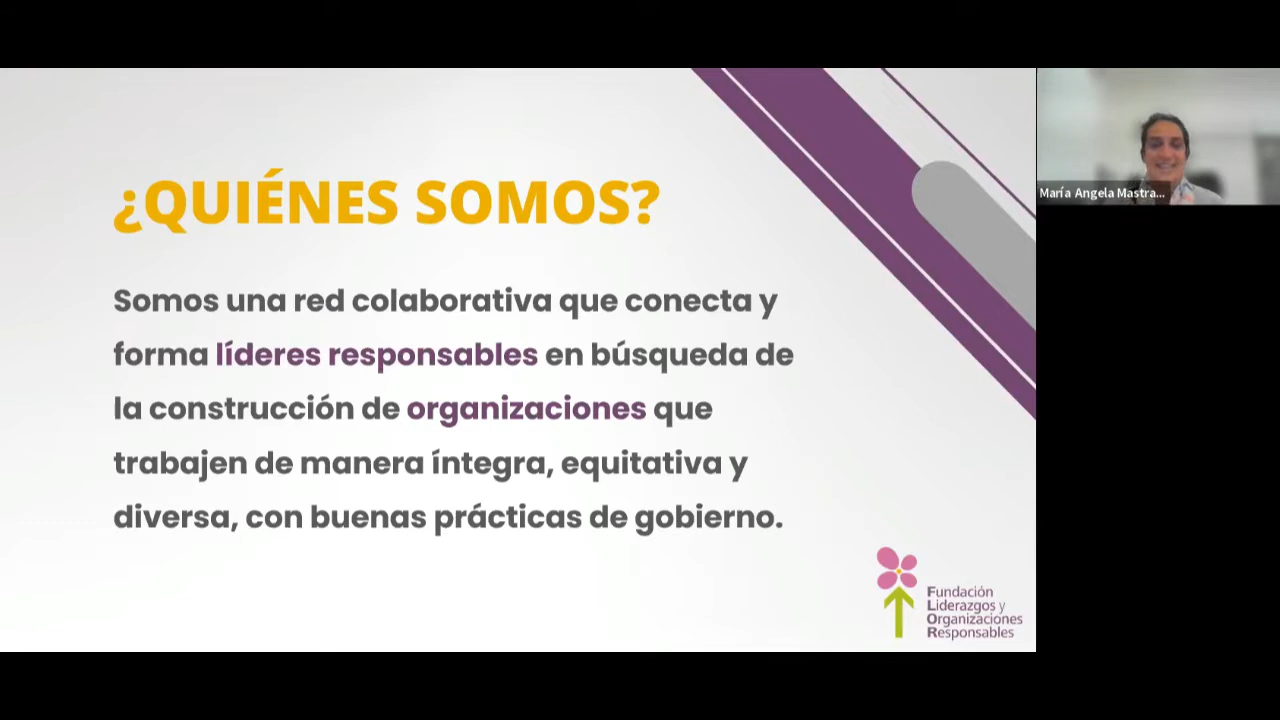 ¿QUIÉNES SOMOS?
Somos una red colaborativa que conecta y
forma líderes responsables en búsqueda de
la construcción de organizaciones que
trabajen de manera íntegra, equitativa y
diversa, con buenas prácticas de gobierno.
Fundación
Liderazgos y
Organizaciones
Responsables
María Angela Mastra...